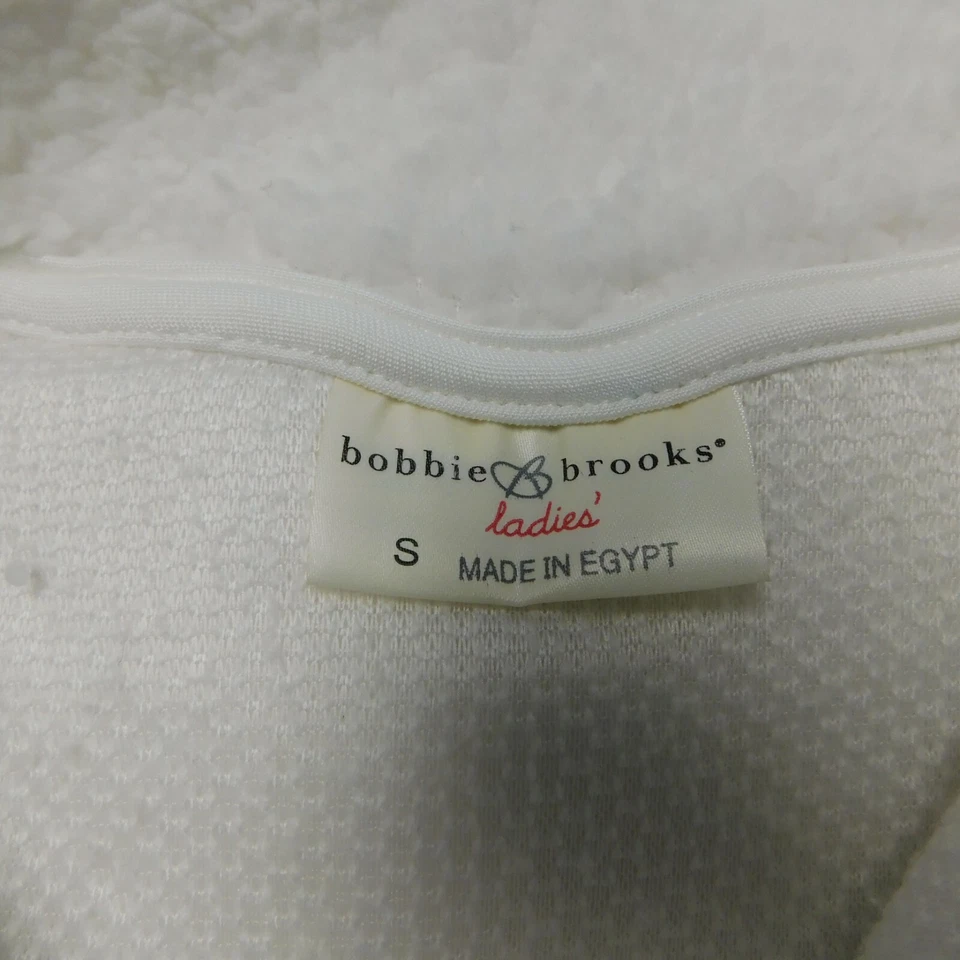 bobbie B brooks®
ladies'
S MADE IN EGYPT